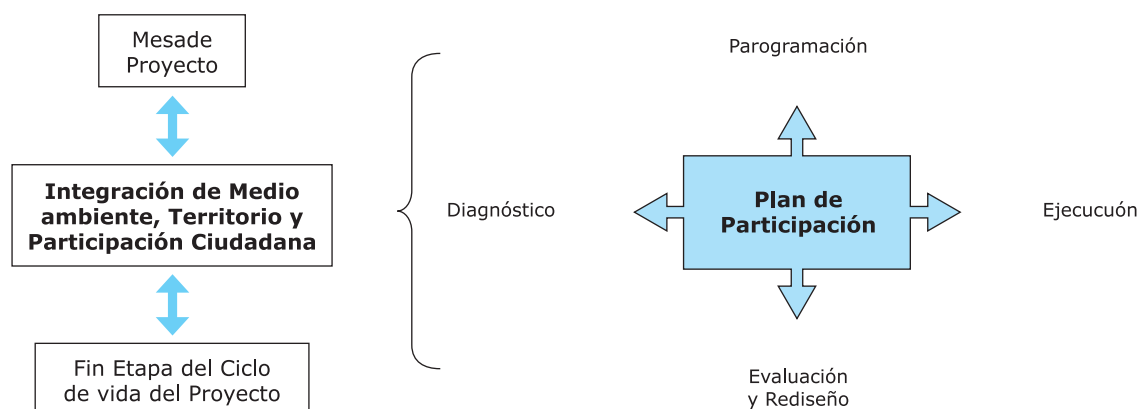 Mesade
Proyecto
Integración de Medio
ambiente, Territorio y
Participación Ciudadana
Fin Etapa del Ciclo
de vida del Proyecto
Parogramación
Diagnóstico
Plan de
Participación
Ejecucuón
Evaluación
y Rediseño